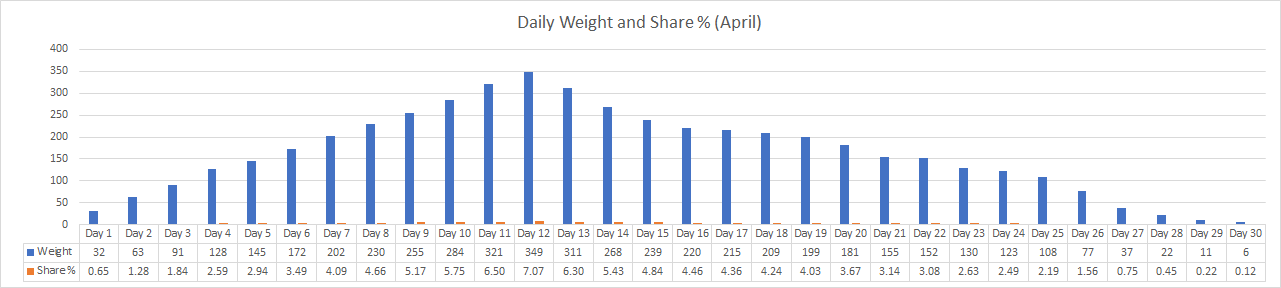 Daily Weight and Share % (April)
400
350
300
250
200
150
100
50
0
Day 1 Day 2 Day 3 Day 4 Day 5 Day 6 Day 7 Day 8 Day 9 Day 10 Day 11 Day 12 Day 13 Day 14 Day 15 Day 16 Day 17 Day 18 Day 19 Day 20 Day 21 Day 22 Day 23 Day 24 Day 25 Day 26 Day 27 Day 28 Day 29 Day 30
Weight 32 63 91 128 145 172 202 230 255 284 321 349 311 268 239 220 215 209 199 181 155 152 130 123 108 77 37 22 11 6
Share % 0.65 1.28 1.84 2.59 2.94 3.49 4.09 4.66 5.17 5.75 6.50 7.07 6.30 5.43 4.84 4.46 4.36 4.24 4.03 3.67 3.14 3.08 2.63 2.49 2.19 1.56 0.75 0.45 0.22 0.12